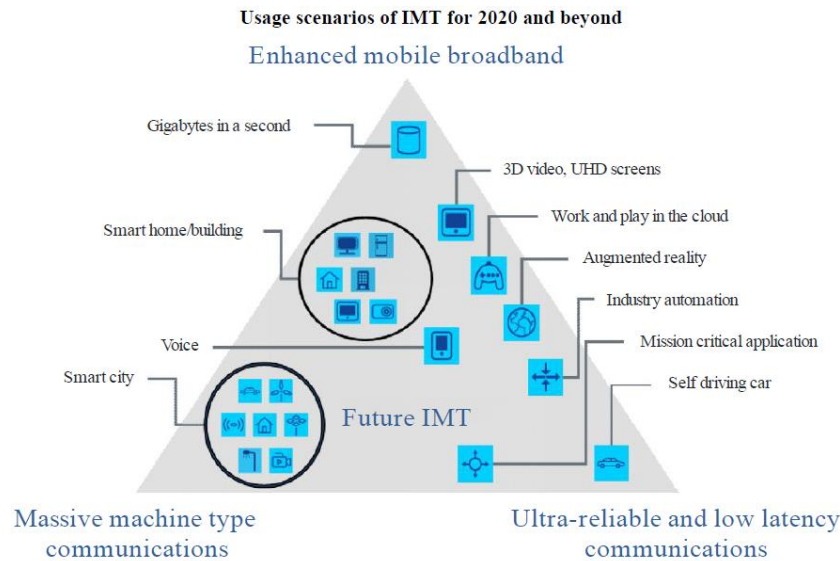 Usage scenarios of IMT for 2020 and beyond
Enhanced mobile broadband
Gigabytes in a second
3D video, UHD screens
Smart home/building
Work and play in the cloud
Augmented reality
Industry automation
Voice
Mission critical application
Smart city
Self driving car
Future IMT
Massive machine type
communications
Ultra-reliable and low latency
communications